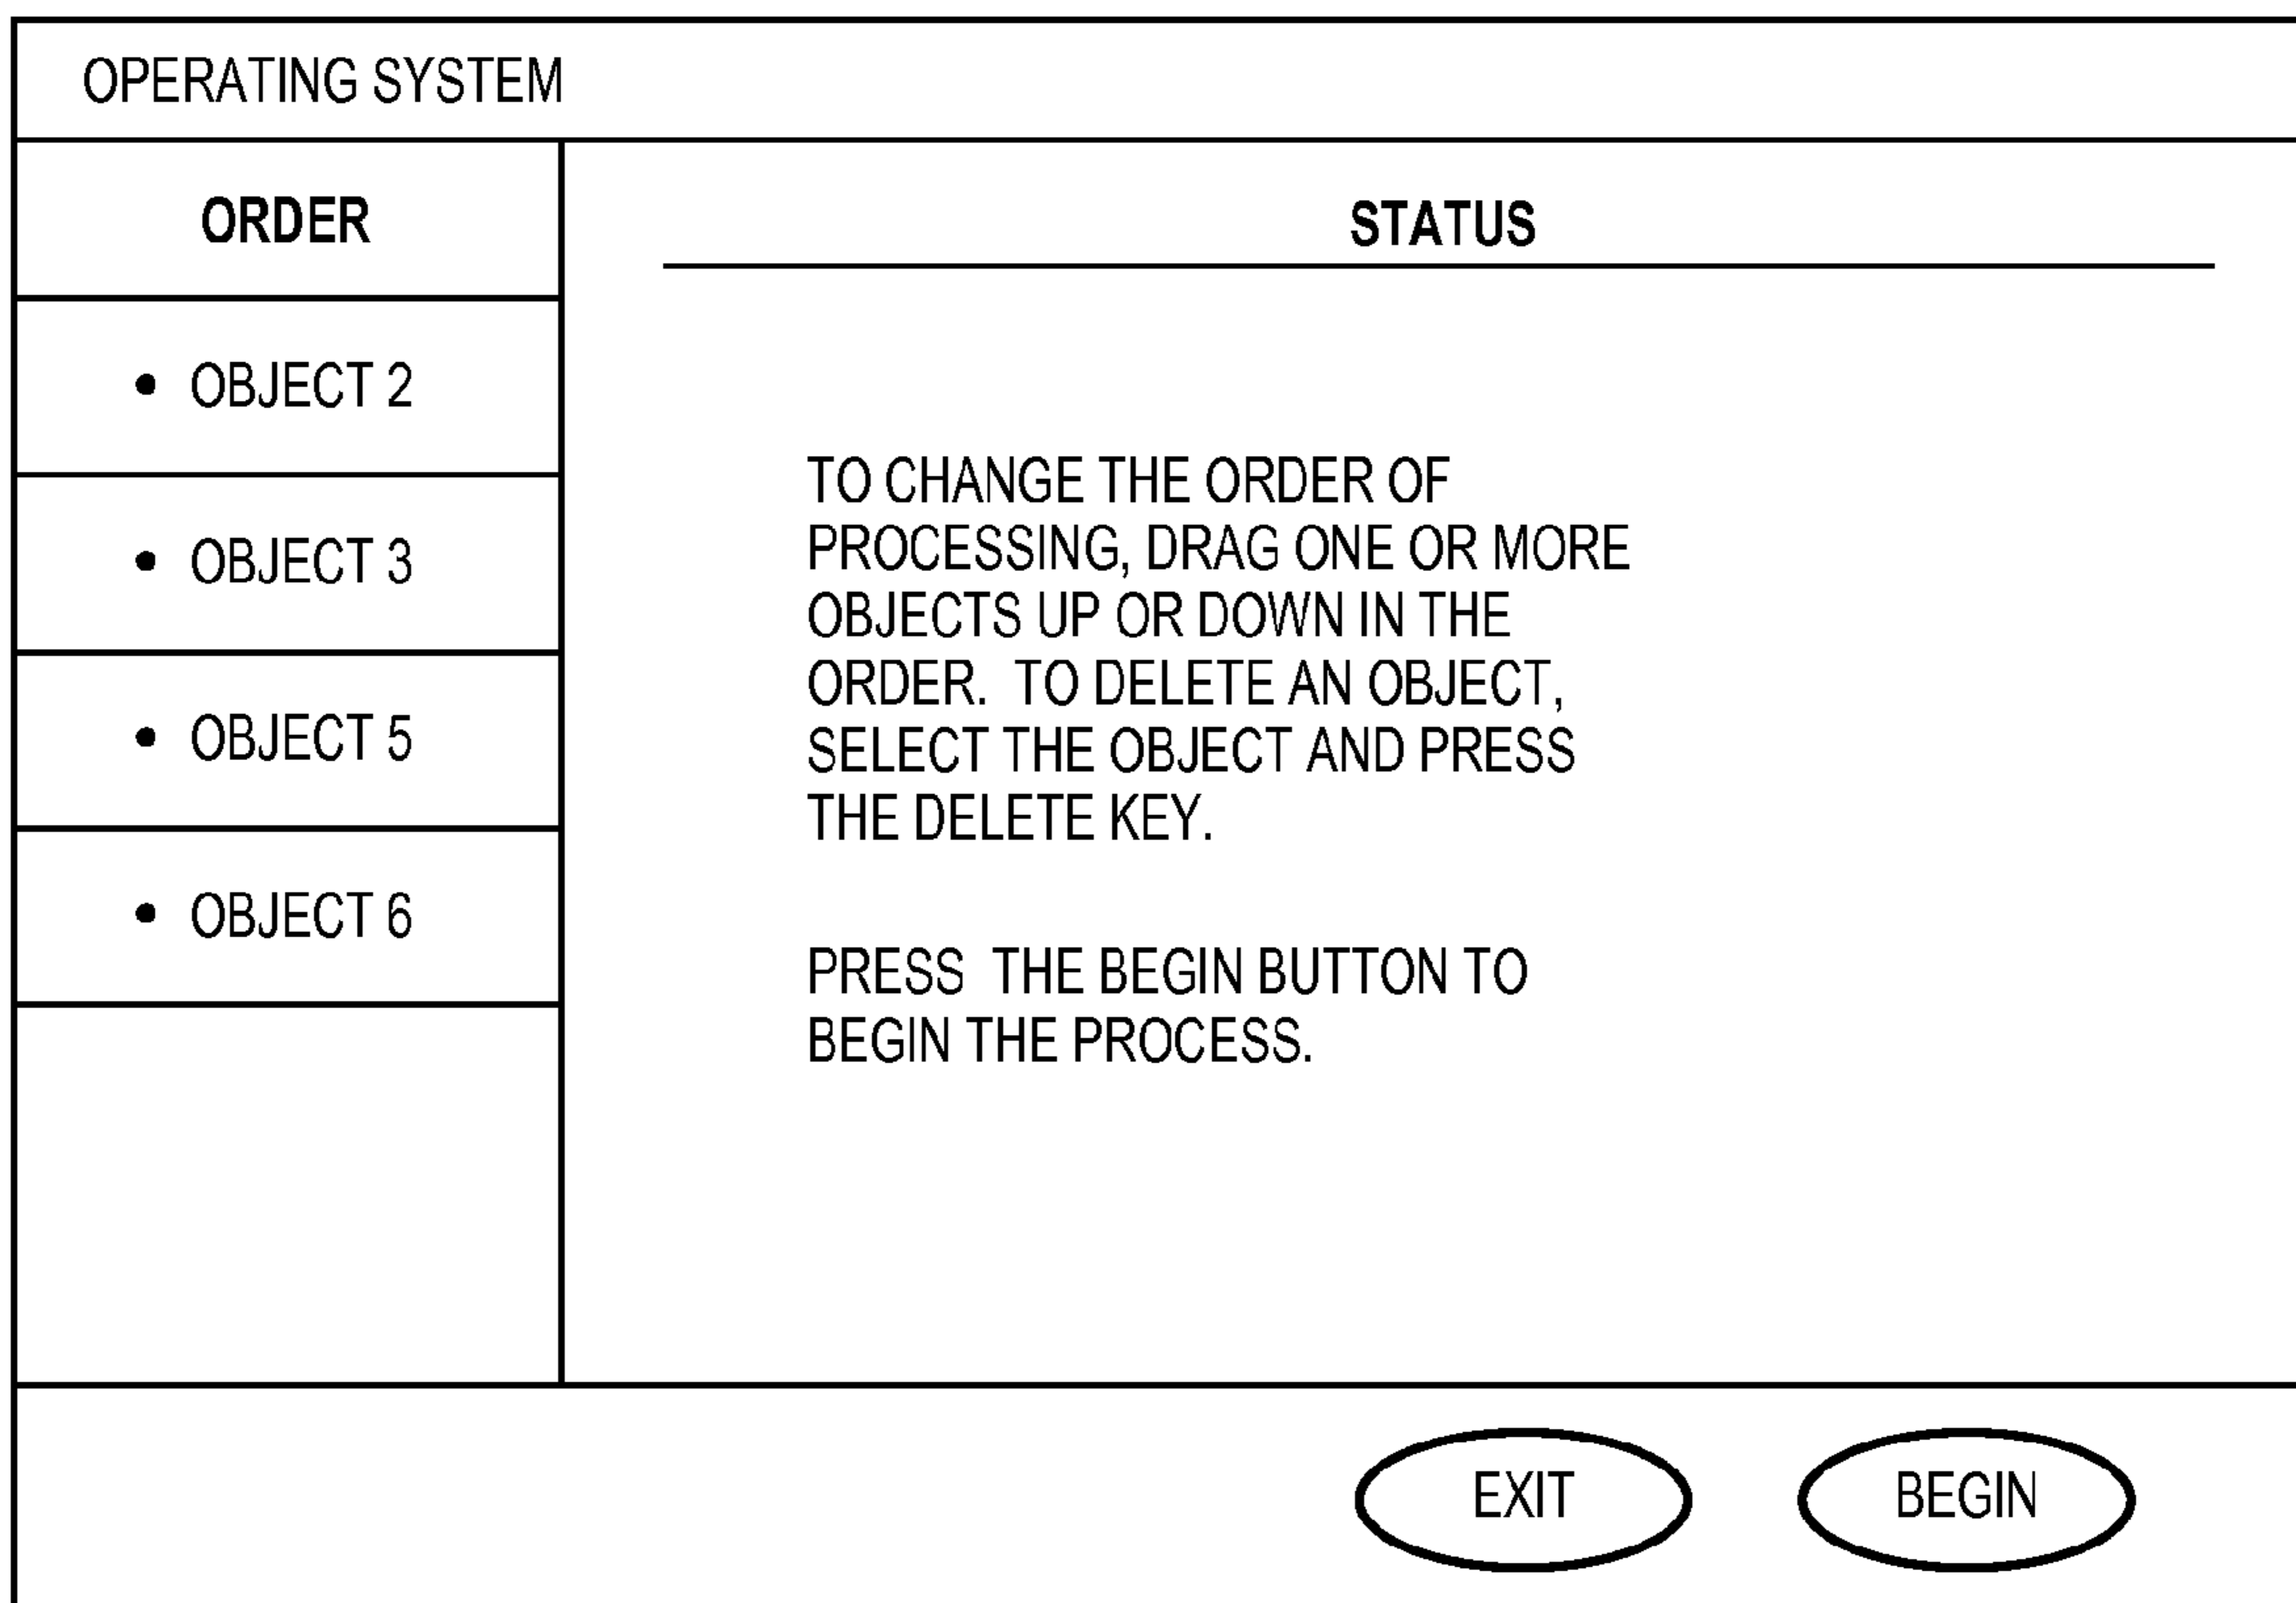 OPERATING SYSTEM
ORDER
• OBJECT 2
• OBJECT 3
• OBJECT 5
• OBJECT 6
STATUS
TO CHANGE THE ORDER OF
PROCESSING, DRAG ONE OR MORE
OBJECTS UP OR DOWN IN THE
ORDER.  TO DELETE AN OBJECT,
SELECT THE OBJECT AND PRESS
THE DELETE KEY.
PRESS  THE BEGIN BUTTON TO
BEGIN THE PROCESS.
EXIT
BEGIN